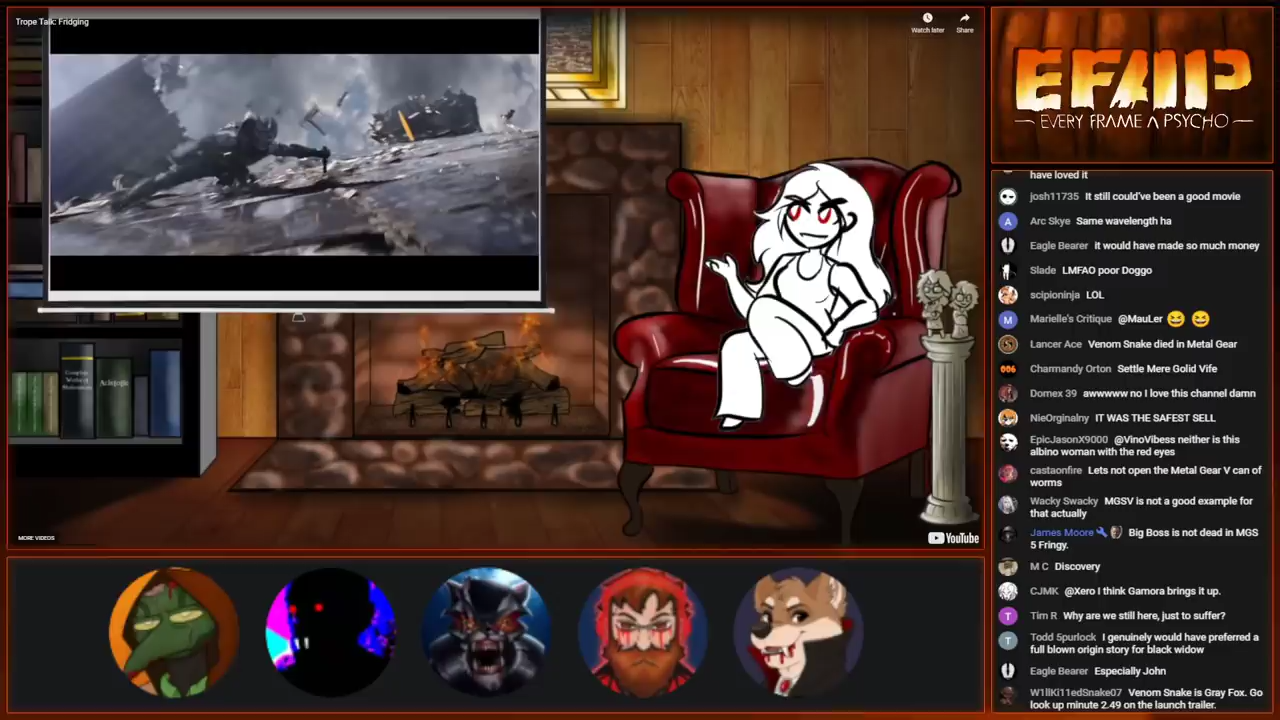 Trope Talk: Fridging
Watch later
Share
EFAP
EVERY FRAME A PSYCHO
have loved it
josh11735 It still could've been a good movie
Arc Skye Same wavelength ha
Eagle Bearer it would have made so much money
Slade LMFAO poor Doggo
scipioninja LOL
Marielle's Critique @MauLer 😆 😆
Lancer Ace Venom Snake died in Metal Gear
Charmandy Orton Settle Mere Golid Vife
Domex 39 awwwww no I love this channel damn
NieOrginalny IT WAS THE SAFEST SELL
EpicJasonX9000 @VinoVibess neither is this
albino woman with the red eyes
castaonfire Lets not open the Metal Gear V can of
worms
Wacky Swacky MGSV is not a good example for
that actually
James Moore Big Boss is not dead in MGS
5 Fringy.
M C Discovery
CJMK @Xero I think Gamora brings it up.
Tim R Why are we still here, just to suffer?
Todd Spurlock I genuinely would have preferred a
full blown origin story for black widow
Eagle Bearer Especially John
W1llKi11edSnake07 Venom Snake is Gray Fox. Go
look up minute 2.49 on the launch trailer.
MORE VIDEOS
YouTube